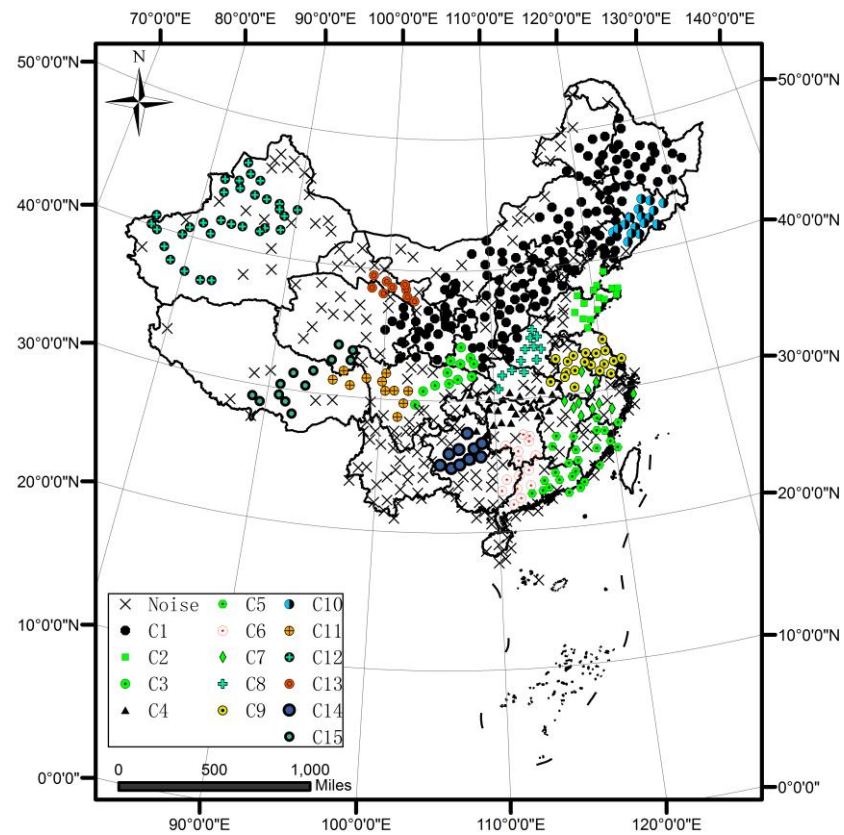 70°0'0"E 80°0'0"E 90°0'0"E 100°0'0"E 110°0'0"E 120°0'0"E 130°0'0"E 140°0'0"E
N
50°0'0"N 50°0'0"N
40°0'0"N 40°0'0"N
30°0'0"N 30°0'0"N
20°0'0"N 20°0'0"N
10°0'0"N 10°0'0"N
0°0'0" 0°0'0"
Noise C5 C10
C1 C6 C11
C2 C7 C12
C3 C8 C13
C4 C9 C14
C15
0 500 1,000
Miles
90°0'0"E 100°0'0"E 110°0'0"E 120°0'0"E